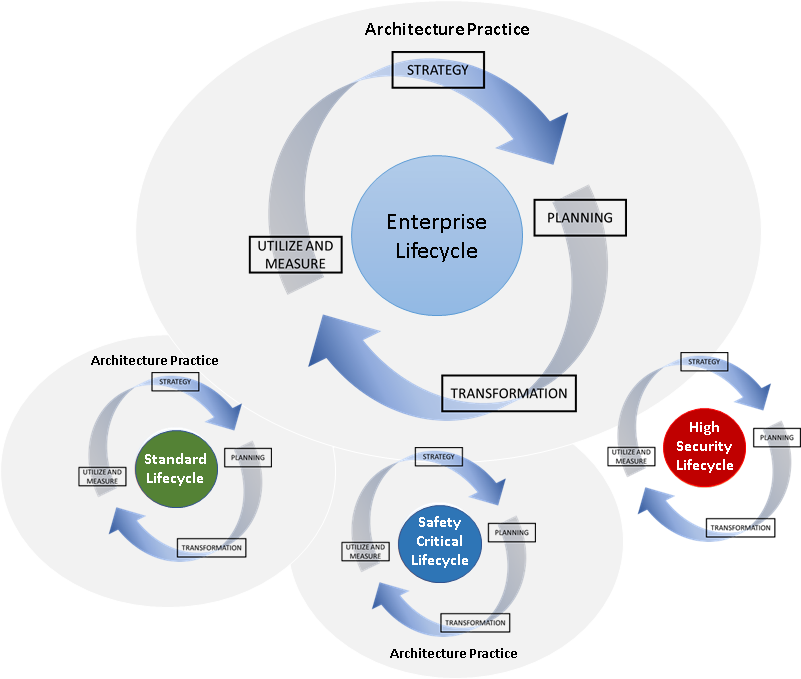 Architecture Practice
STRATEGY
PLANNING
Enterprise
Lifecycle
UTILIZE AND
MEASURE
TRANSFORMATION
Architecture Practice
STRATEGY
PLANNING
Standard
Lifecycle
UTILIZE AND
MEASURE
TRANSFORMATION
STRATEGY
PLANNING
Safety
Critical
Lifecycle
UTILIZE AND
MEASURE
TRANSFORMATION
Architecture Practice
STRATEGY
PLANNING
High
Security
Lifecycle
UTILIZE AND
MEASURE
TRANSFORMATION